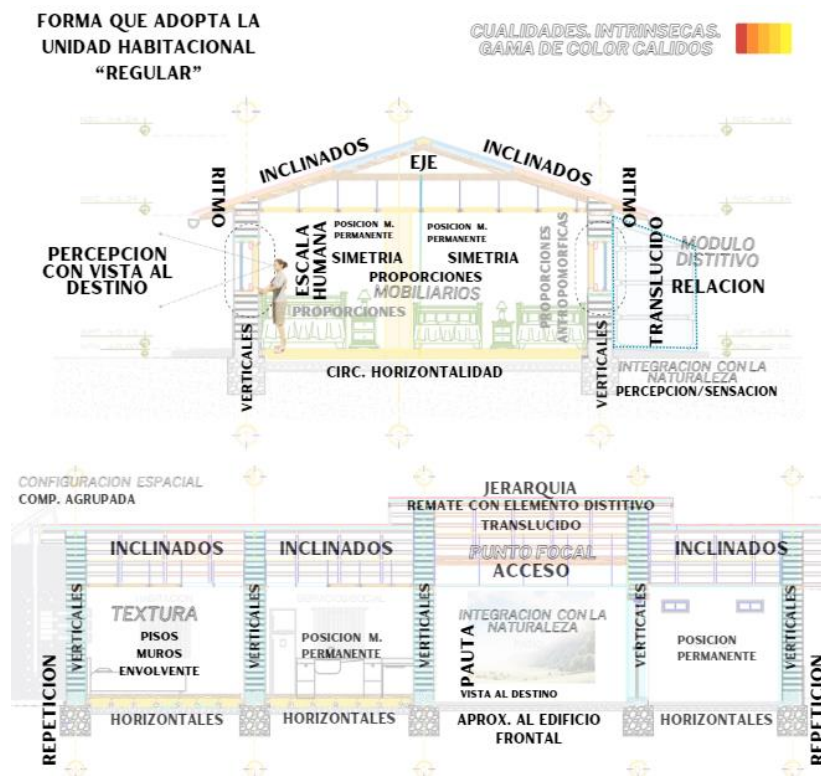 FORMA QUE ADOPTA LA
UNIDAD HABITACIONAL
“REGULAR”
CUALIDADES. INTRINSECAS.
GAMA DE COLOR CALIDOS
INCLINADOS
EJE
INCLINADOS
RITMO
RITMO
PERCEPCION
CON VISTA AL
DESTINO
ESCALA
HUMANA
POSICION M.
PERMANENTE
POSICION M.
PERMANENTE
SIMETRIA
SIMETRIA
PROPORCIONES
MOBILIARIOS
PROPORCIONES
PROPORCIONES
ANTROPOMORFICAS
TRANSLUCIDO
MODULO
DISTITIVO
RELACION
VERTICALES
CIRC. HORIZONTALIDAD
VERTICALES
INTEGRACION CON LA
NATURALEZA
PERCEPCION/SENSACION
CONFIGURACION ESPACIAL
COMP. AGRUPADA
JERARQUIA
REMATE CON ELEMENTO DISTITIVO
TRANSLUCIDO
INCLINADOS
INCLINADOS
PUNTO FOCAL
ACCESO
INCLINADOS
VERTICALES
VERTICALES
VERTICALES
VERTICALES
VERTICALES
TEXTURA
PISOS
MUROS
ENVOLVENTE
POSICION M.
PERMANENTE
INTEGRACION CON LA
NATURALEZA
PAUTA
VISTA AL DESTINO
POSICION
PERMANENTE
REPETICION
HORIZONTALES
HORIZONTALES
APROX. AL EDIFICIO
FRONTAL
HORIZONTALES
REPETICION